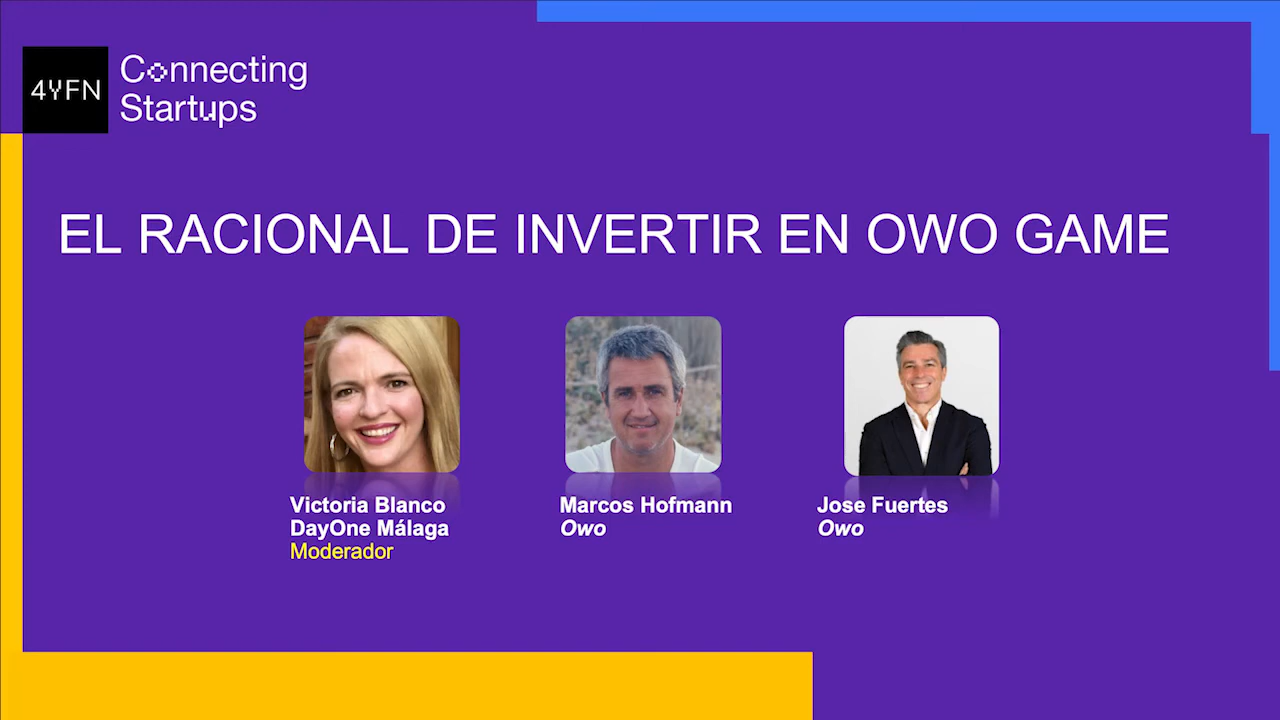 4YFN
Connecting
Startups
EL RACIONAL DE INVERTIR EN OWO GAME
Victoria Blanco
DayOne Málaga
Moderador
Marcos Hofmann
Owo
Jose Fuertes
Owo